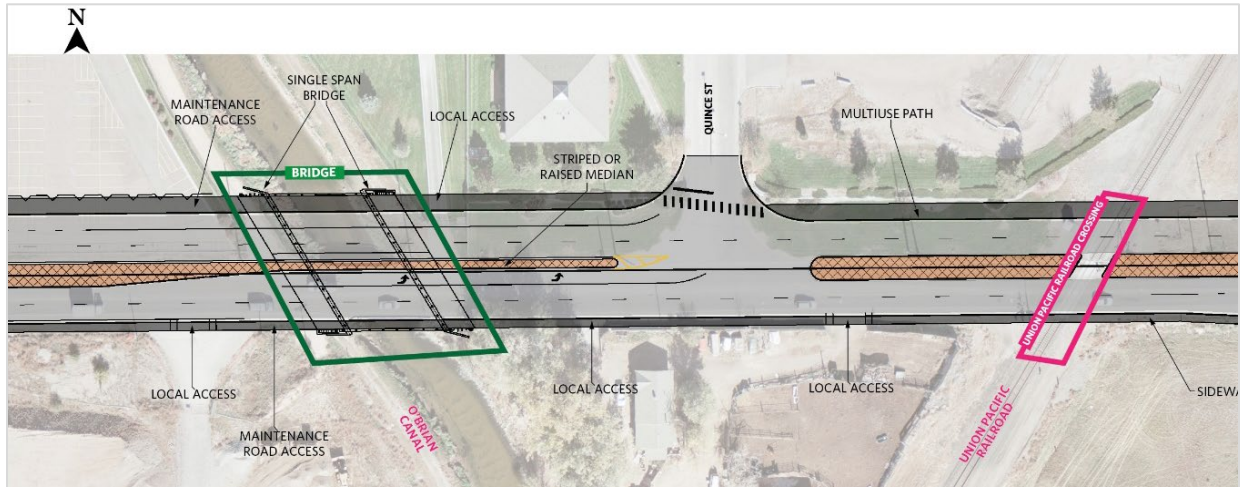 N
SINGLE SPAN
BRIDGE
MAINTENANCE
ROAD ACCESS
LOCAL ACCESS
QUINCE ST
MULTIUSE PATH
STRIPED OR
RAISED MEDIAN
BRIDGE
UNION PACIFIC RAILROAD CROSSING
LOCAL ACCESS
MAINTENANCE
ROAD ACCESS
O'BRIAN
CANAL
LOCAL ACCESS
LOCAL ACCESS
UNION PACIFIC
RAILROAD
SIDEWA